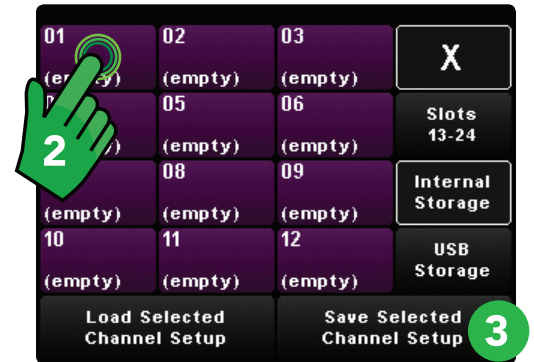 01 02 03 X
(empty) (empty)
05 06 Slots
13-24
2 (empty) (empty)
08 09 Internal
Storage
(empty) (empty) (empty)
10 11 12 USB
Storage
(empty) (empty) (empty)
Load Selected Save Selected
Channel Setup Channel Setup 3